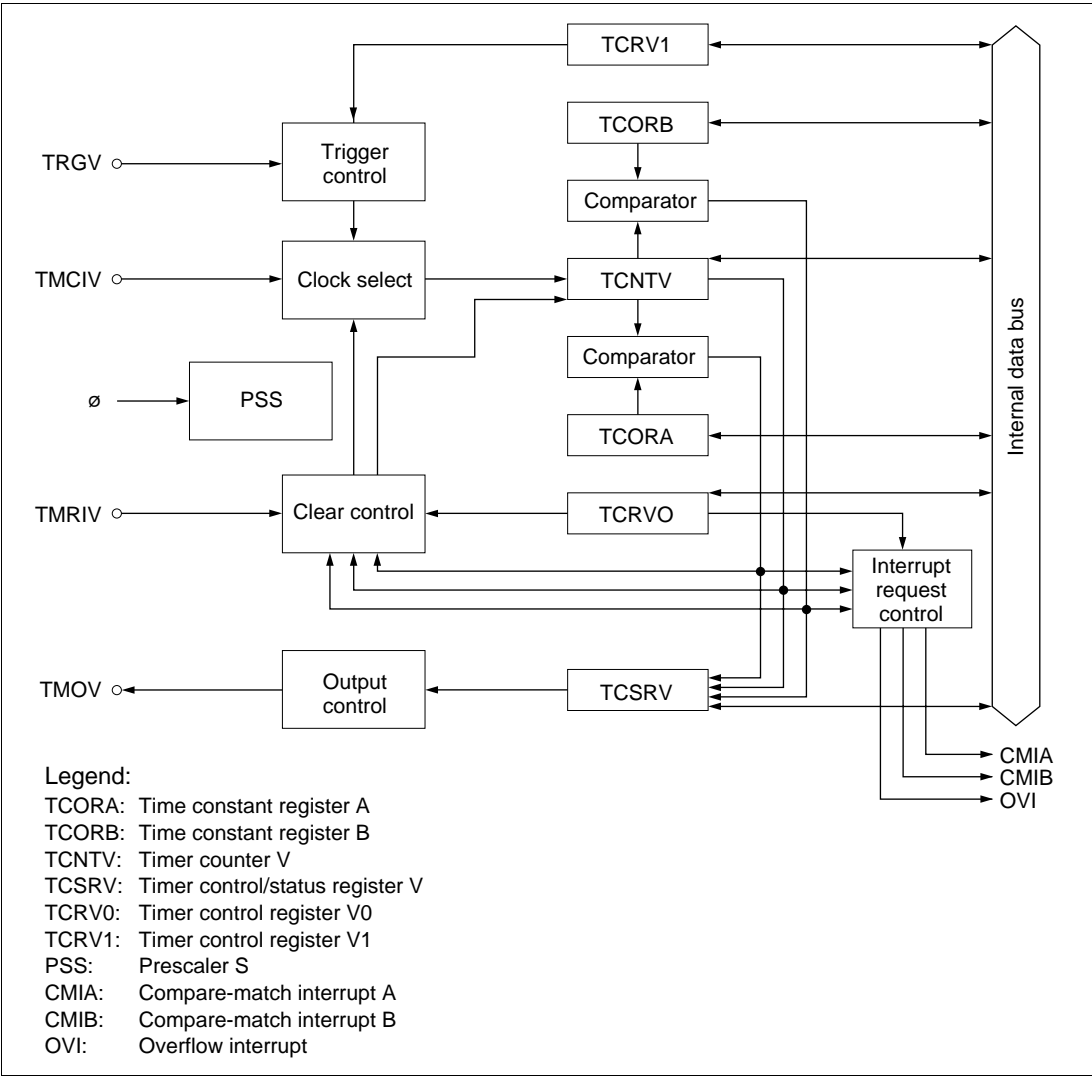 TCRV1
TCORB
TRGV
Trigger
control
Comparator
TMCIV
Clock select
TCNTV
Internal data bus
Comparator
ø
PSS
TCORA
TMRIV
Clear control
TCRVO
Interrupt
request
control
TMOV
Output
control
TCSRV
CMIA
CMIB
OVI
Legend:
TCORA: Time constant register A
TCORB: Time constant register B
TCNTV: Timer counter V
TCSRV: Timer control/status register V
TCRV0: Timer control register V0
TCRV1: Timer control register V1
PSS: Prescaler S
CMIA: Compare-match interrupt A
CMIB: Compare-match interrupt B
OVI: Overflow interrupt